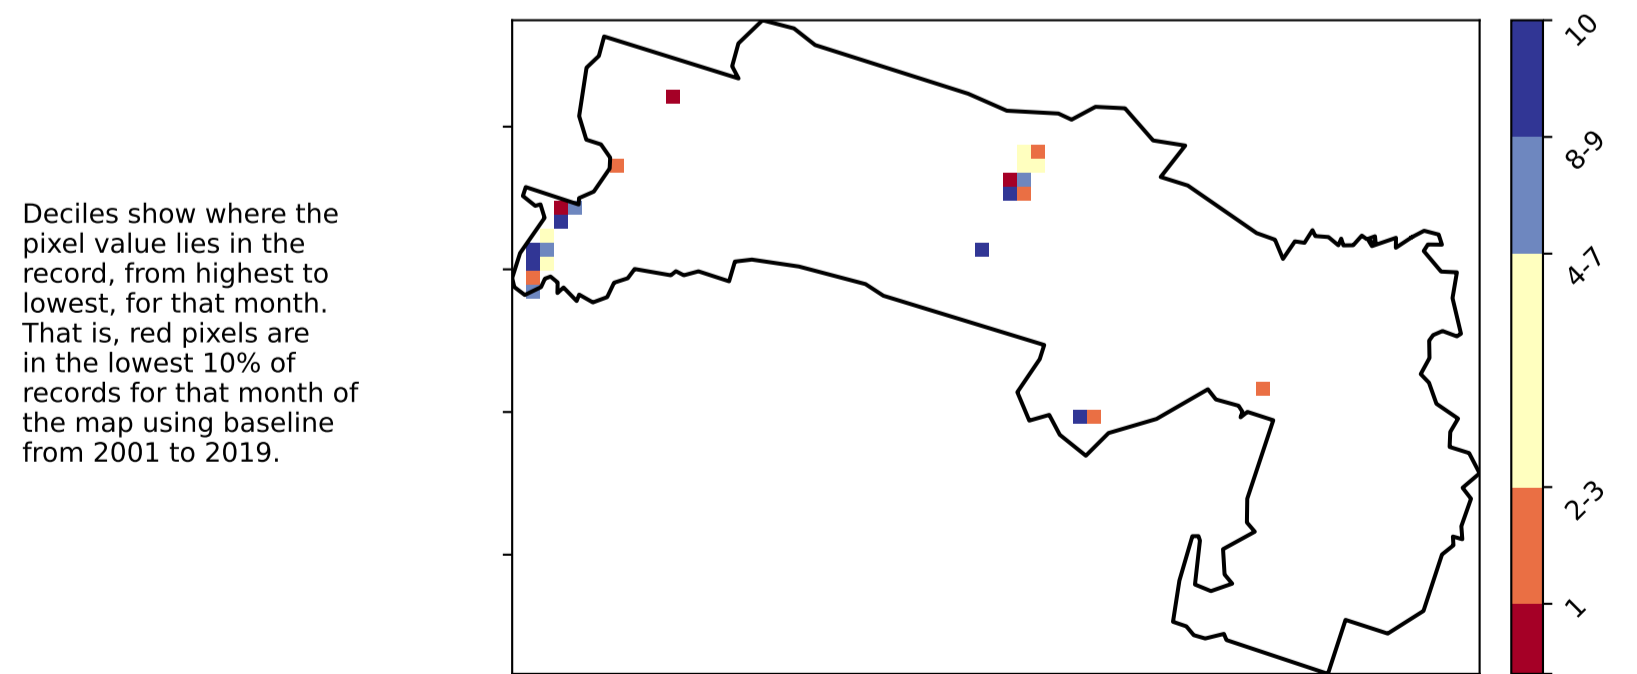 Deciles show where the
pixel value lies in the
record, from highest to
lowest, for that month.
That is, red pixels are
in the lowest 10% of
records for that month of
the map using baseline
from 2001 to 2019.
10
8-9
4-7
2-3
1